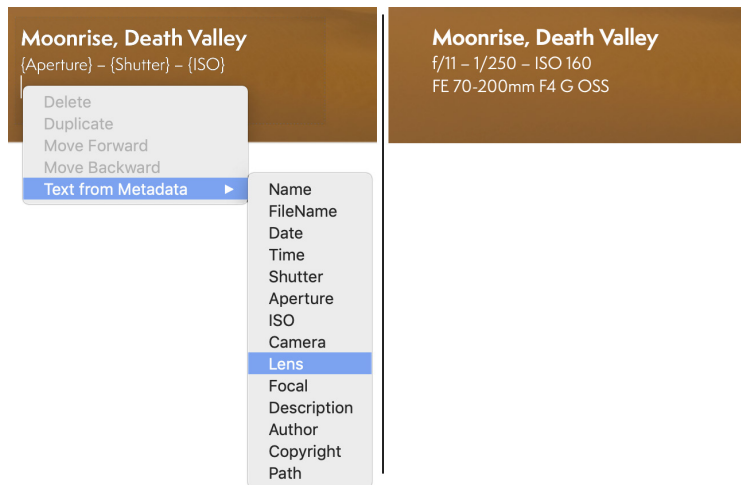 Moonrise, Death Valley
{Aperture} – {Shutter} – {ISO}
Delete
Duplicate
Move Forward
Move Backward
Text from Metadata
Name
FileName
Date
Time
Shutter
Aperture
ISO
Camera
Lens
Focal
Description
Author
Copyright
Path
Moonrise, Death Valley
f/11 – 1/250 – ISO 160
FE 70-200mm F4 G OSS